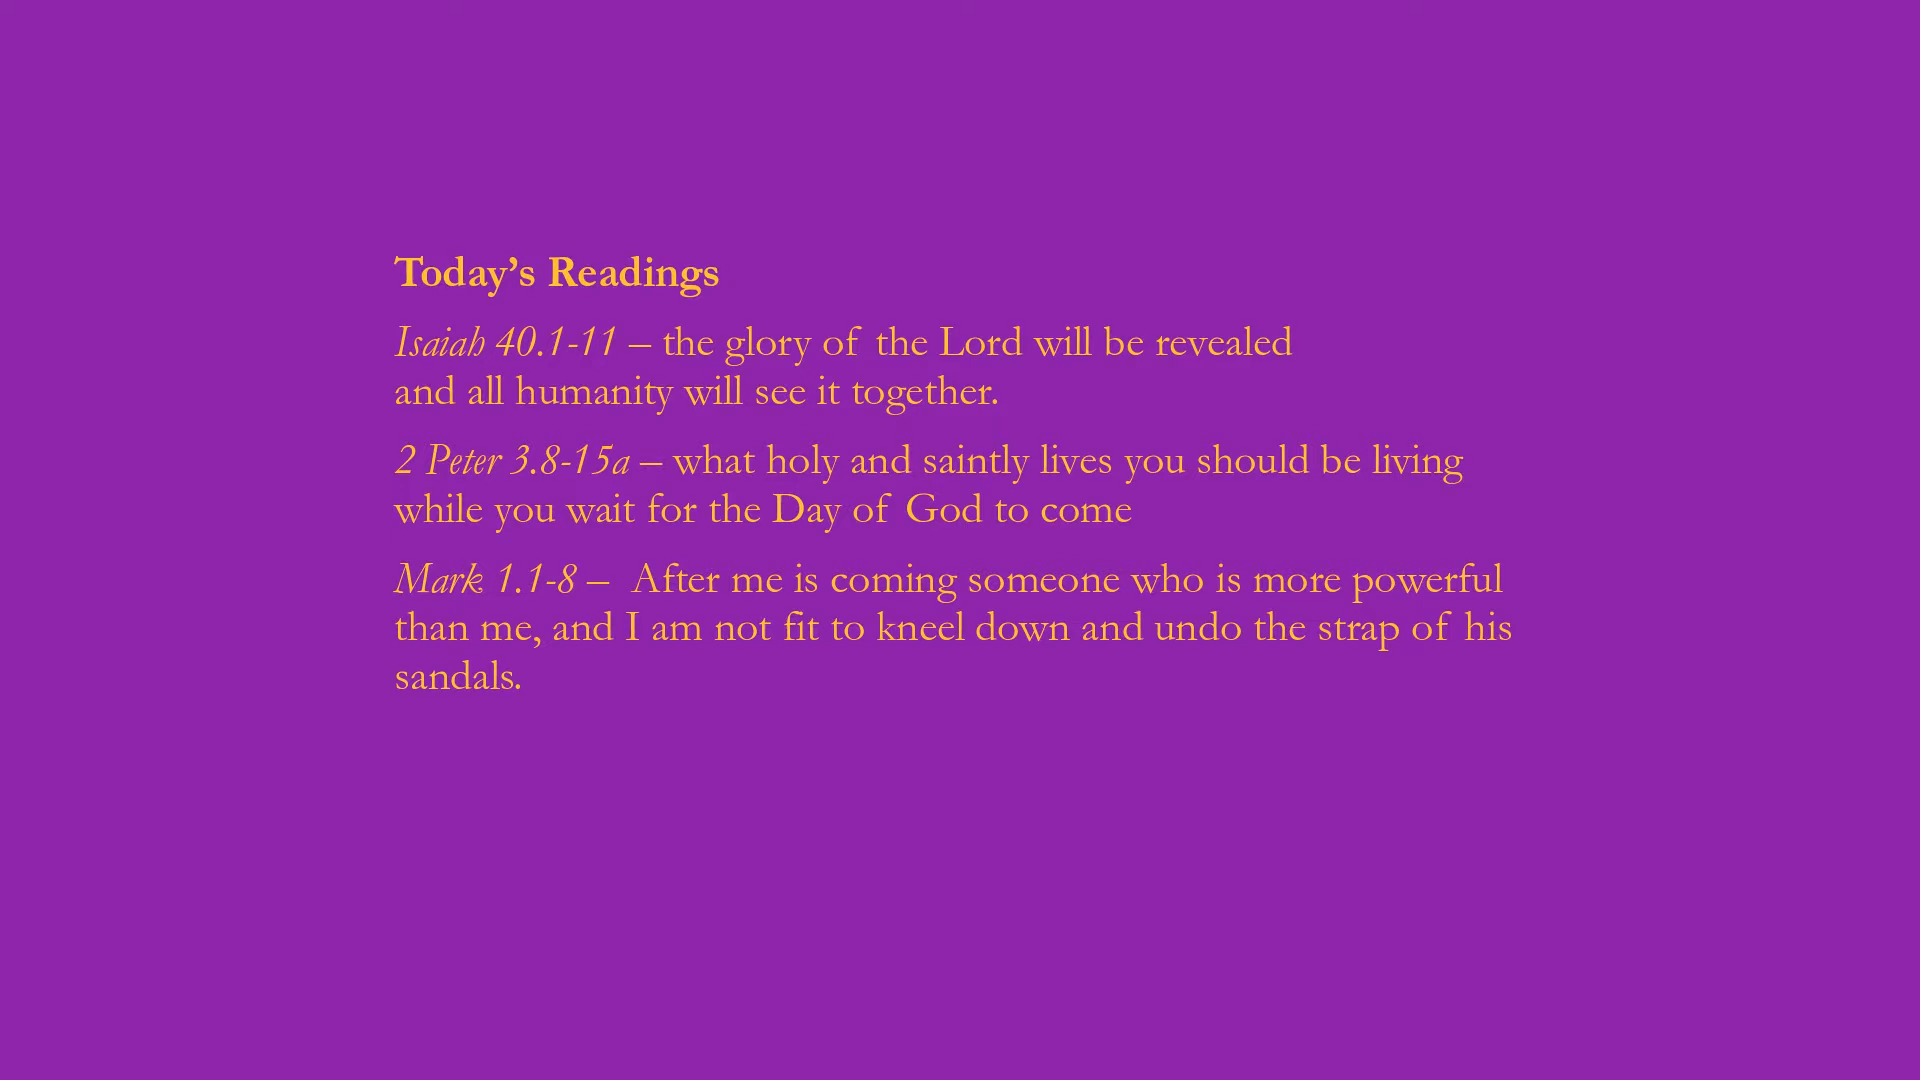 Today’s Readings
Isaiah 40.1-11 – the glory of the Lord will be revealed
and all humanity will see it together.
2 Peter 3.8-15a – what holy and saintly lives you should be living
while you wait for the Day of God to come
Mark 1.1-8 – After me is coming someone who is more powerful
than me, and I am not fit to kneel down and undo the strap of his
sandals.